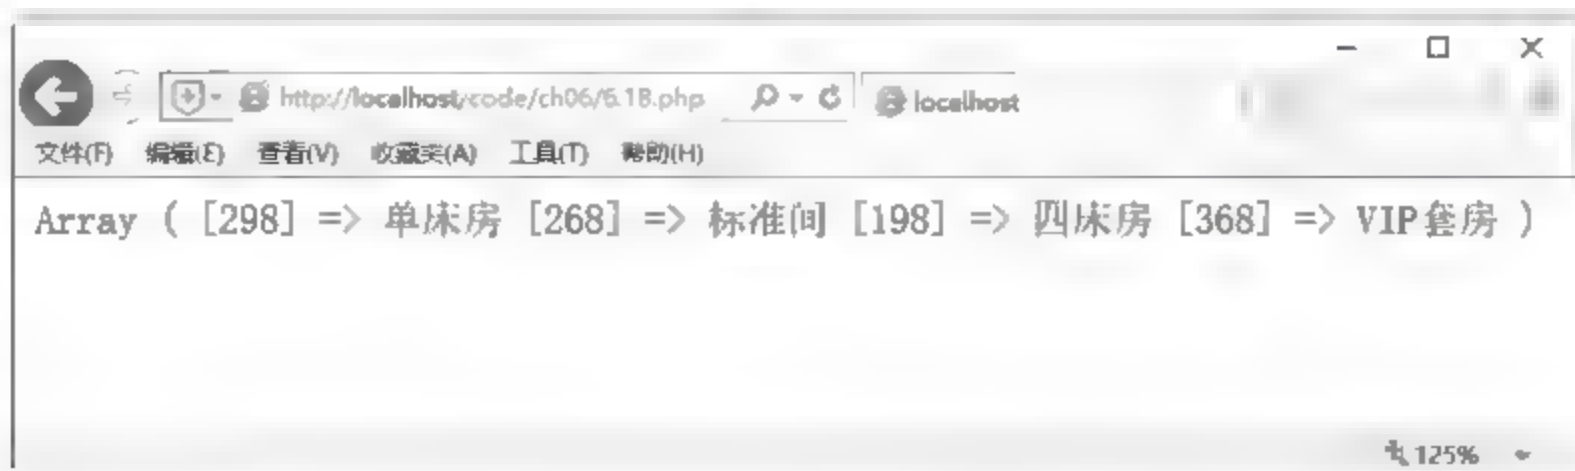 http://localhost/code/ch06/6.18.php localhost
文件(F) 编辑(E) 查看(V) 收藏夹(A) 工具(T) 帮助(H)
Array ( [298] => 单床房 [268] => 标准间 [198] => 四床房 [368] => VIP套房 )
125%